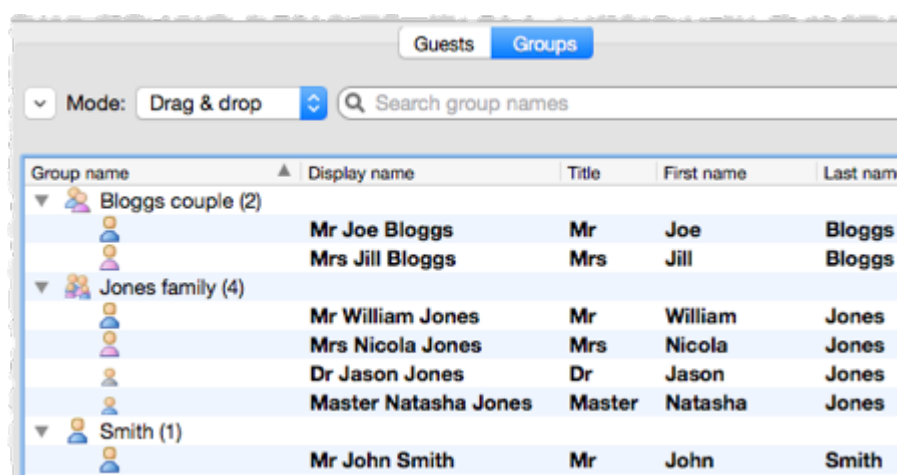 Guests Groups
Mode: Drag & drop Search group names
Group name Display name Title First name Last nam
Bloggs couple (2)
Mr Joe Bloggs Mr Joe Bloggs
Mrs Jill Bloggs Mrs Jill Bloggs
Jones family (4)
Mr William Jones Mr William Jones
Mrs Nicola Jones Mrs Nicola Jones
Dr Jason Jones Dr Jason Jones
Master Natasha Jones Master Natasha Jones
Smith (1)
Mr John Smith Mr John Smith